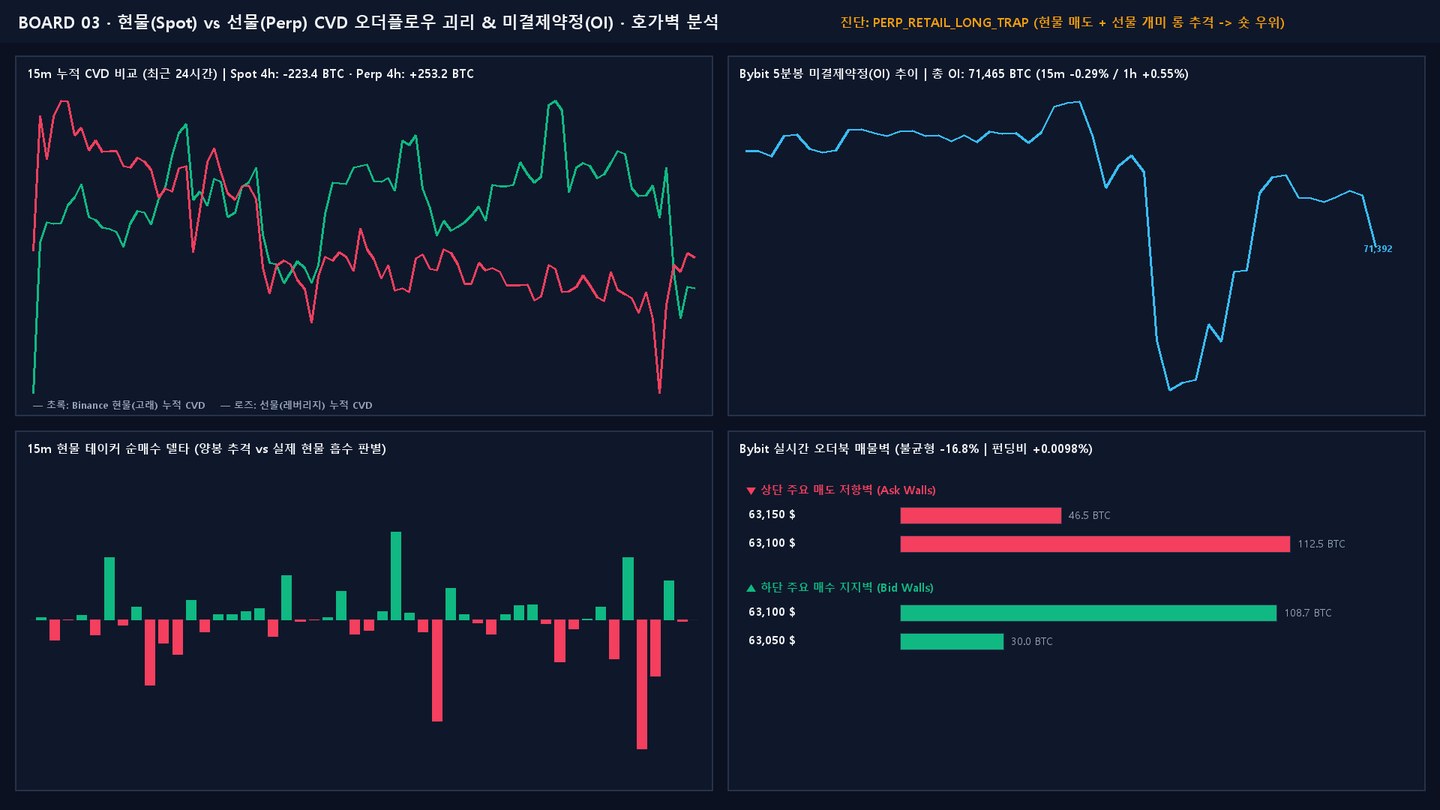 BOARD 03 · 현물(Spot) vs 선물(Perp) CVD 오더플로우 괴리 & 미결제약정(OI) · 호가벽 분석
진단: PERP_RETAIL_LONG_TRAP (현물 매도 + 선물 개미 롱 추격 -> 숏 우위)
15m 누적 CVD 비교 (최근 24시간) | Spot 4h: -223.4 BTC · Perp 4h: +253.2 BTC
— 초록: Binance 현물(고래) 누적 CVD — 로즈: 선물(레버리지) 누적 CVD
Bybit 5분봉 미결제약정(OI) 추이 | 총 OI: 71,465 BTC (15m -0.29% / 1h +0.55%)
71,392
15m 현물 테이커 순매수 델타 (양봉 추격 vs 실제 현물 흡수 판별)
Bybit 실시간 오더북 매물벽 (불균형 -16.8% | 펀딩비 +0.0098%)
▼ 상단 주요 매도 저항벽 (Ask Walls)
63,150 $ 46.5 BTC
63,100 $ 112.5 BTC
▲ 하단 주요 매수 지지벽 (Bid Walls)
63,100 $ 108.7 BTC
63,050 $ 30.0 BTC